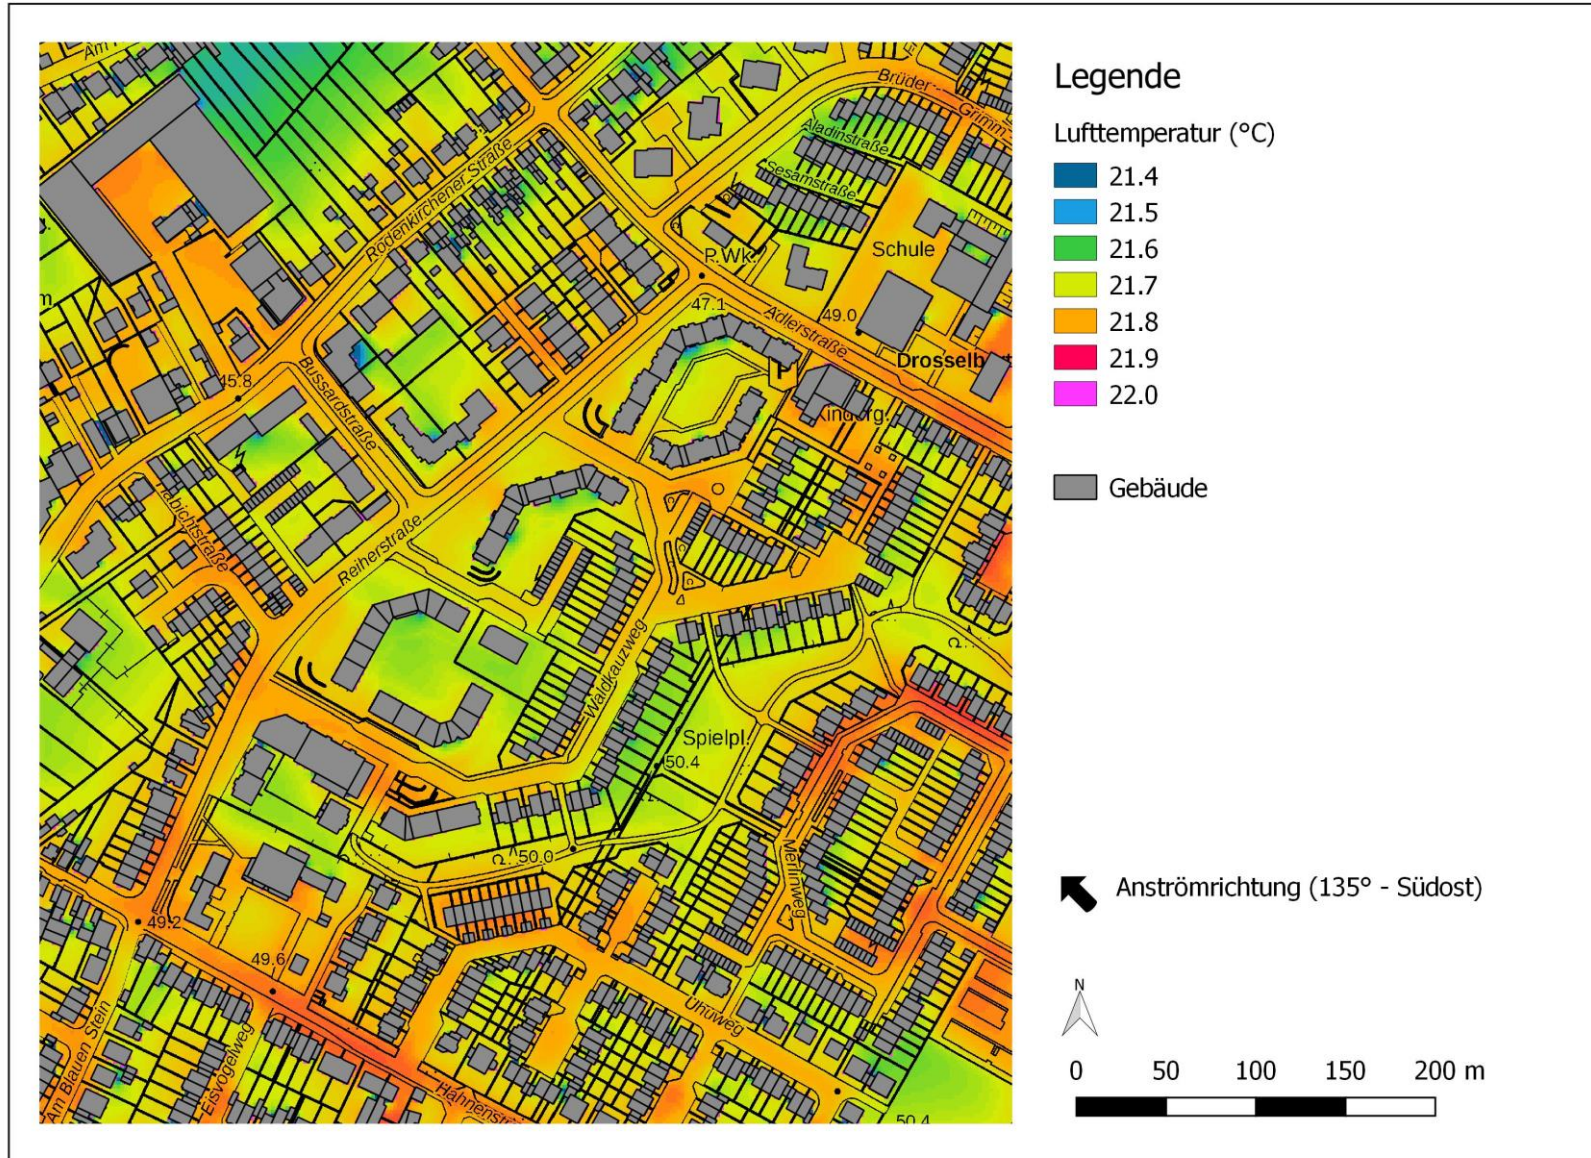 Am
Brüder-Grimm
Aladinstraße
Sesamstraße
Rodenkirchener Straße
P.Wk.
Schule
m.
47.1
Adlerstraße
49.0
Drosselb
45.8
Bussardstraße
P
Kinderg.
Habichtstraße
Reiherstraße
Waldkauzweg
Spielpl.
50.4
Merlinweg
50.0
49.2
49.6
Uhuweg
Am Blauen Stein
Eisvogelweg
Hahnenstr
50.4
Legende
Lufttemperatur (°C)
21.4
21.5
21.6
21.7
21.8
21.9
22.0
Gebäude
Anströmrichtung (135° - Südost)
N
0 50 100 150 200 m